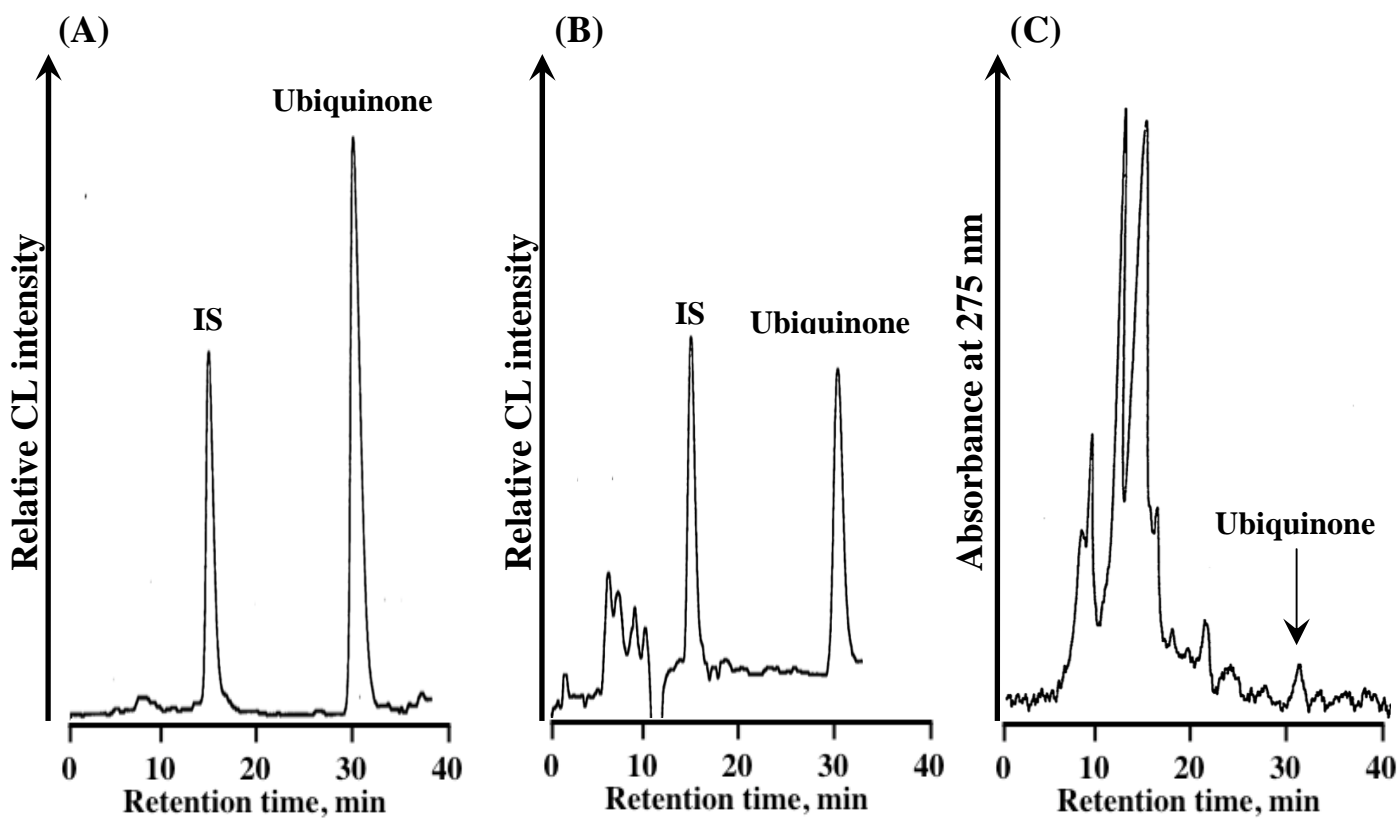 (A)
Relative CL intensity
IS
Ubiquinone
0 10 20 30 40
Retention time, min
(B)
Relative CL intensity
IS
Ubiquinone
0 10 20 30 40
Retention time, min
(C)
Absorbance at 275 nm
Ubiquinone
0 10 20 30 40
Retention time, min